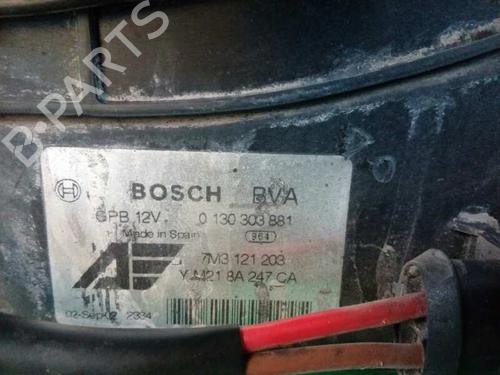 B-PARTS
BOSCH BVA
GPB 12V. 0 130 303 881
Made in Spain 964
7M3 121 203
YM21 8A 247 CA
02-Sep-02 2334